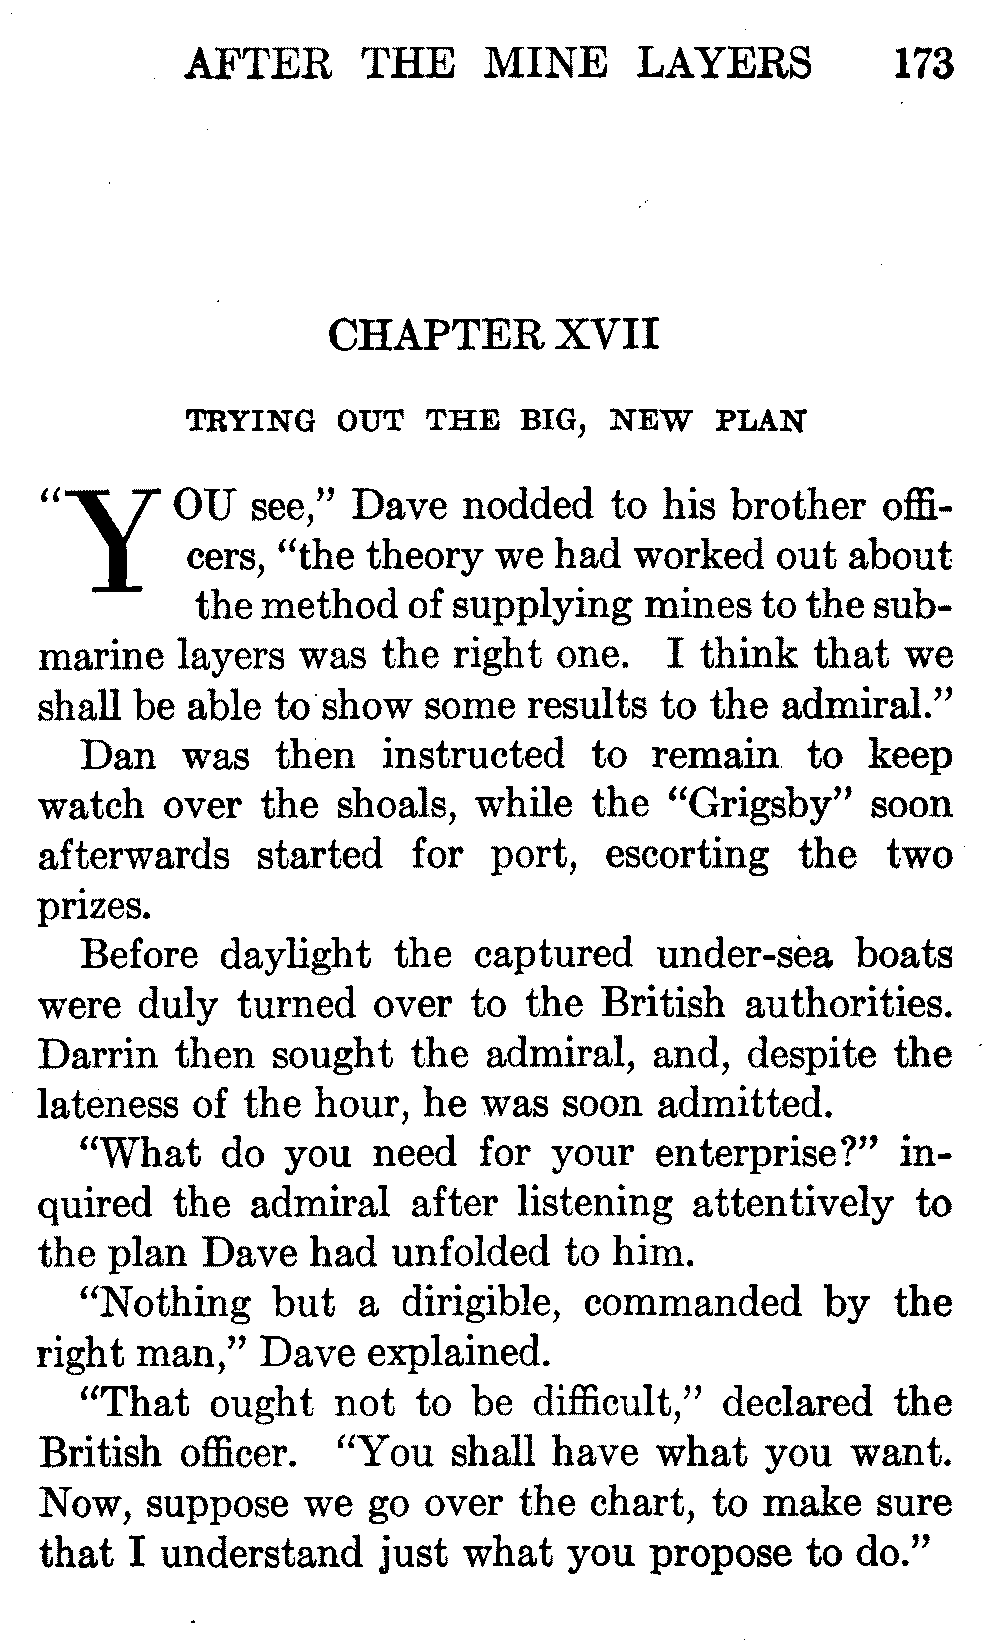 AFTER THE MINE LAYERS 173
CHAPTER XVII
TRYING OUT THE BIG, NEW PLAN
“YOU see,” Dave nodded to his brother offi-
cers, “the theory we had worked out about
the method of supplying mines to the sub-
marine layers was the right one. I think that we
shall be able to show some results to the admiral.”
Dan was then instructed to remain to keep
watch over the shoals, while the “Grigsby” soon
afterwards started for port, escorting the two
prizes.
Before daylight the captured under-sea boats
were duly turned over to the British authorities.
Darrin then sought the admiral, and, despite the
lateness of the hour, he was soon admitted.
“What do you need for your enterprise?” in-
quired the admiral after listening attentively to
the plan Dave had unfolded to him.
“Nothing but a dirigible, commanded by the
right man,” Dave explained.
“That ought not to be difficult,” declared the
British officer. “You shall have what you want.
Now, suppose we go over the chart, to make sure
that I understand just what you propose to do.”